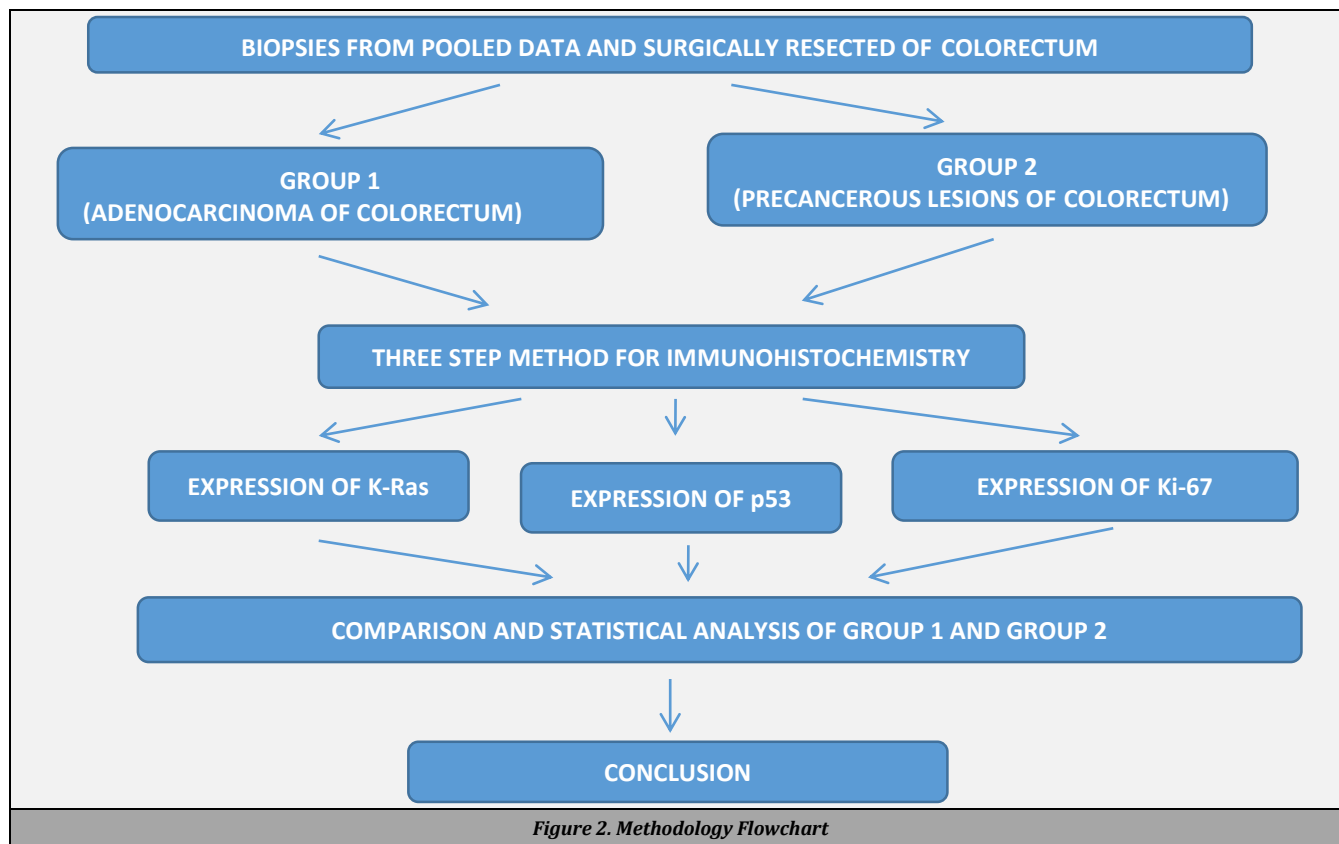 BIOPSIES FROM POOLED DATA AND SURGICALLY RESECTED OF COLORECTUM
GROUP 1
(ADENOCARCINOMA OF COLORECTUM)
GROUP 2
(PRECANCEROUS LESIONS OF COLORECTUM)
THREE STEP METHOD FOR IMMUNOHISTOCHEMISTRY
EXPRESSION OF K-Ras
EXPRESSION OF p53
EXPRESSION OF Ki-67
COMPARISON AND STATISTICAL ANALYSIS OF GROUP 1 AND GROUP 2
CONCLUSION
Figure 2. Methodology Flowchart